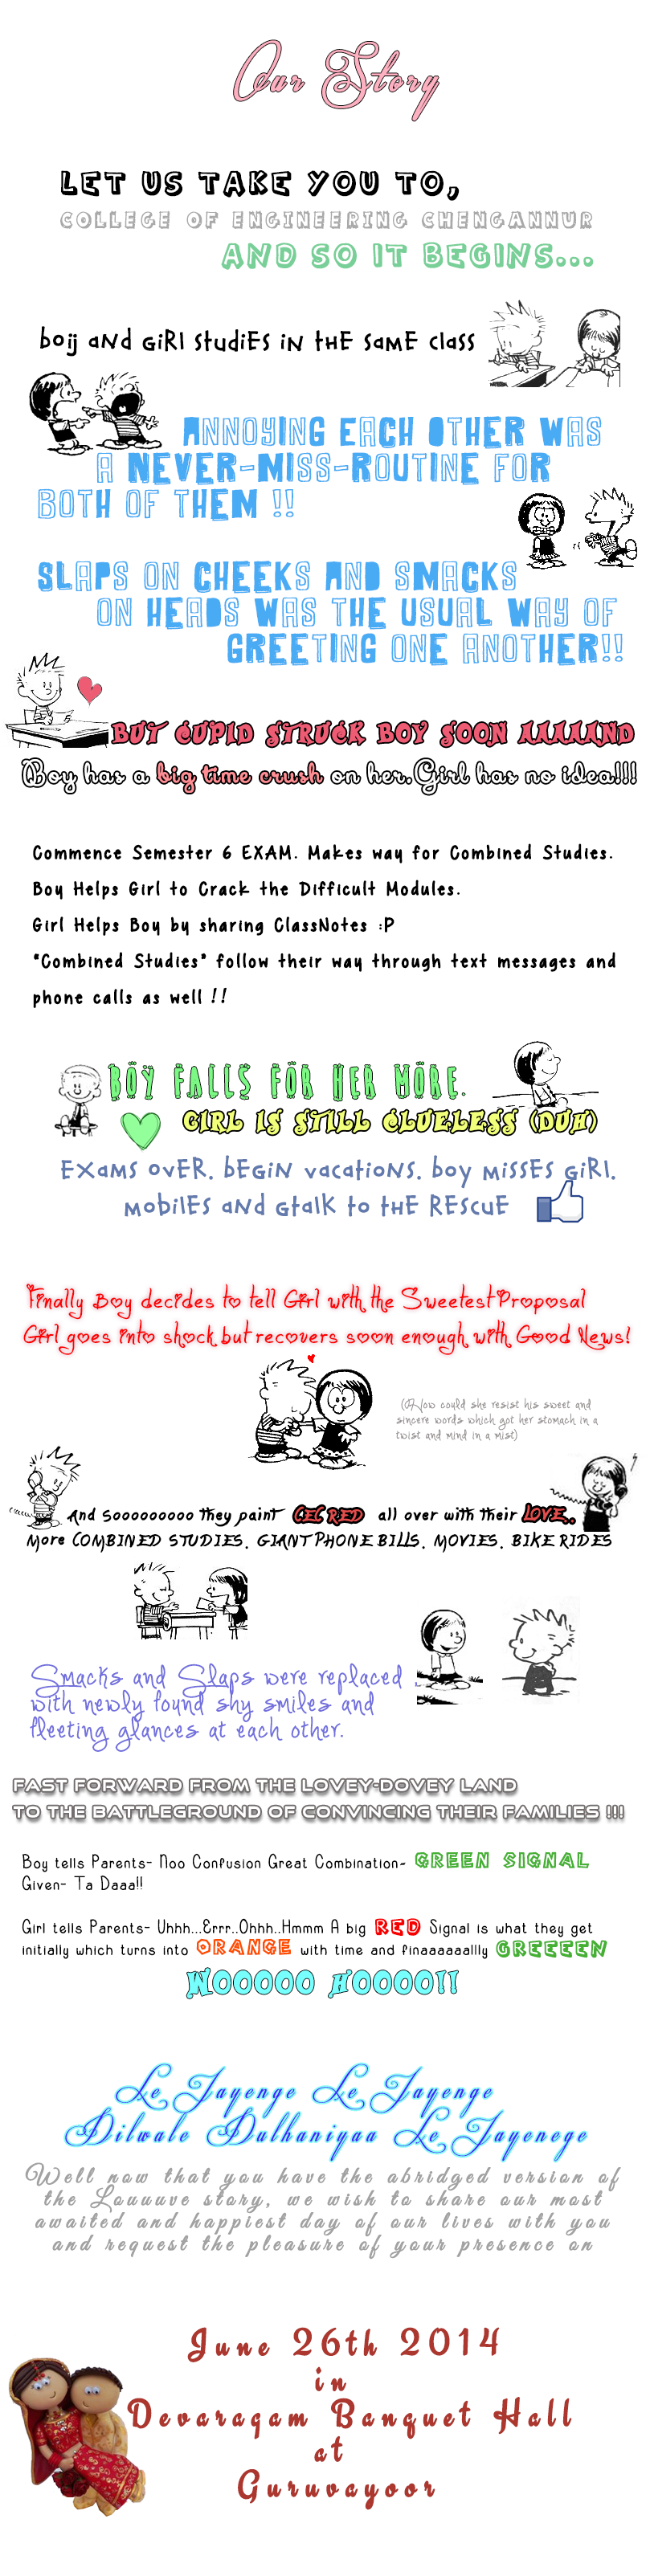 Our Story
LET US TAKE YOU TO,
COLLEGE OF ENGINEERING CHENGANNUR
AND SO IT BEGINS...
boy and GiRl studiEs iN tHE samE class
ANNOYING EACH OTHER WAS
A NEVER-MISS-ROUTINE FOR
BOTH OF THEM !!
SLAPS ON CHEEKS AND SMACKS
ON HEADS WAS THE USUAL WAY OF
GREETING ONE ANOTHER!!
BUT CUPID STRUCK BOY SOON AAAAAND
Boy has a big time crush on her.Girl has no idea!!!
Commence Semester 6 EXAM. Makes way for Combined Studies.
Boy Helps Girl to Crack the Difficult Modules.
Girl Helps Boy by sharing ClassNotes :P
“Combined Studies” follow their way through text messages and
phone calls as well !!
BÖY FALLS FÖR HER MÖRE.
GIRL IS STILL CLUELESS (DUH)
EXams OvER. bEGiN vacatioNs. boy missEs GiRl.
mobilEs aNd Gtalk to tHE REscuE
Finally Boy decides to tell Girl with the Sweetest Proposal
Girl goes into shock but recovers soon enough with Good News!
(How could she resist his sweet and
sincere words which got her stomach in a
twist and mind in a mist)
And Soooooooooo they paint CEC RED all over with their LOVE..
More COMBINED STUDIES, GIANT PHONE BILLS, MOVIES, BIKE RIDES
Smacks and Slaps were replaced
with newly found shy smiles and
fleeting glances at each other.
FAST FORWARD FROM THE LOVEY-DOVEY LAND
TO THE BATTLEGROUND OF CONVINCING THEIR FAMILIES !!!
Boy tells Parents- Noo Confusion Great Combination- GREEN SIGNAL
Given- Ta Daaa!!
Girl tells Parents- Uhhh...Errr..Ohhh..Hmmm A big RED Signal is what they get
initially which turns into ORANGE with time and finaaaaaallly GREEEEN
WOOOOO HOOOO!!
Le Jayenge Le Jayenge
Dilwale Dulhaniyaa Le Jayenege
Well now that you have the abridged version of
the Louuuve story, we wish to share our most
awaited and happiest day of our lives with you
and request the pleasure of your presence on
June 26th 2014
in
Devaragam Banquet Hall
at
Guruvayoor